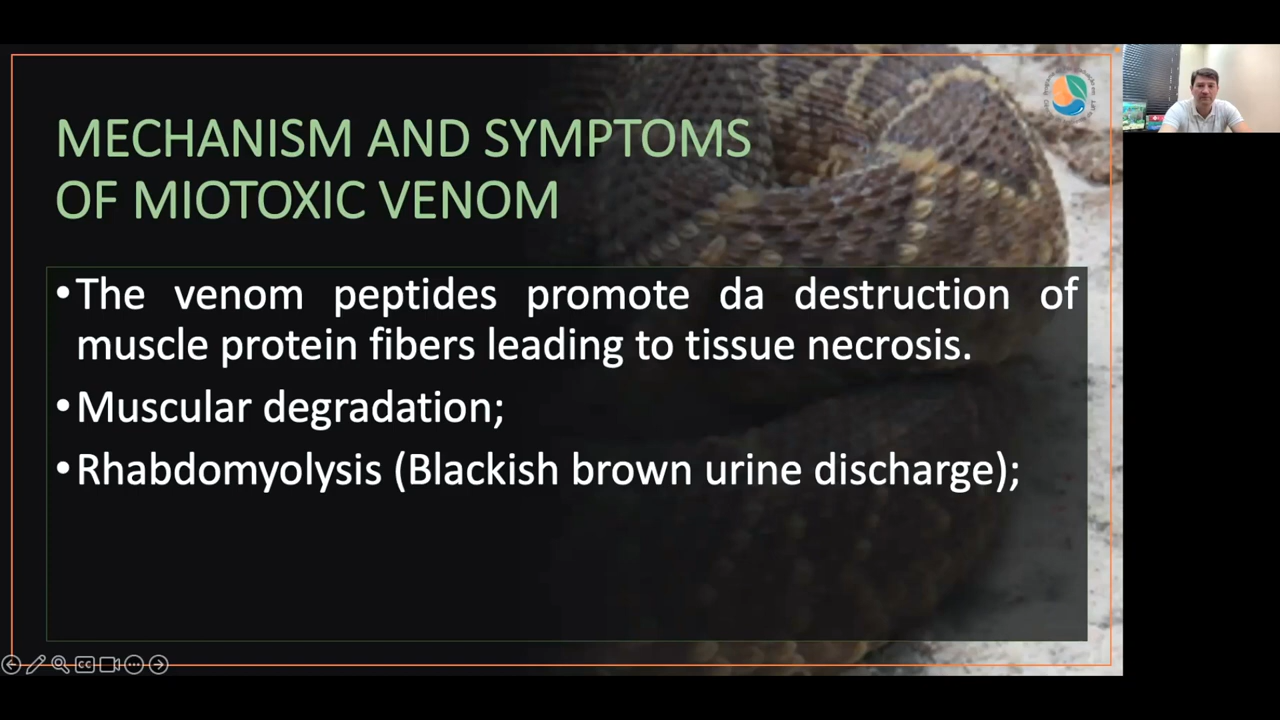 MECHANISM AND SYMPTOMS
OF MIOTOXIC VENOM
•The venom peptides promote da destruction of
muscle protein fibers leading to tissue necrosis.
•Muscular degradation;
•Rhabdomyolysis (Blackish brown urine discharge);
CC